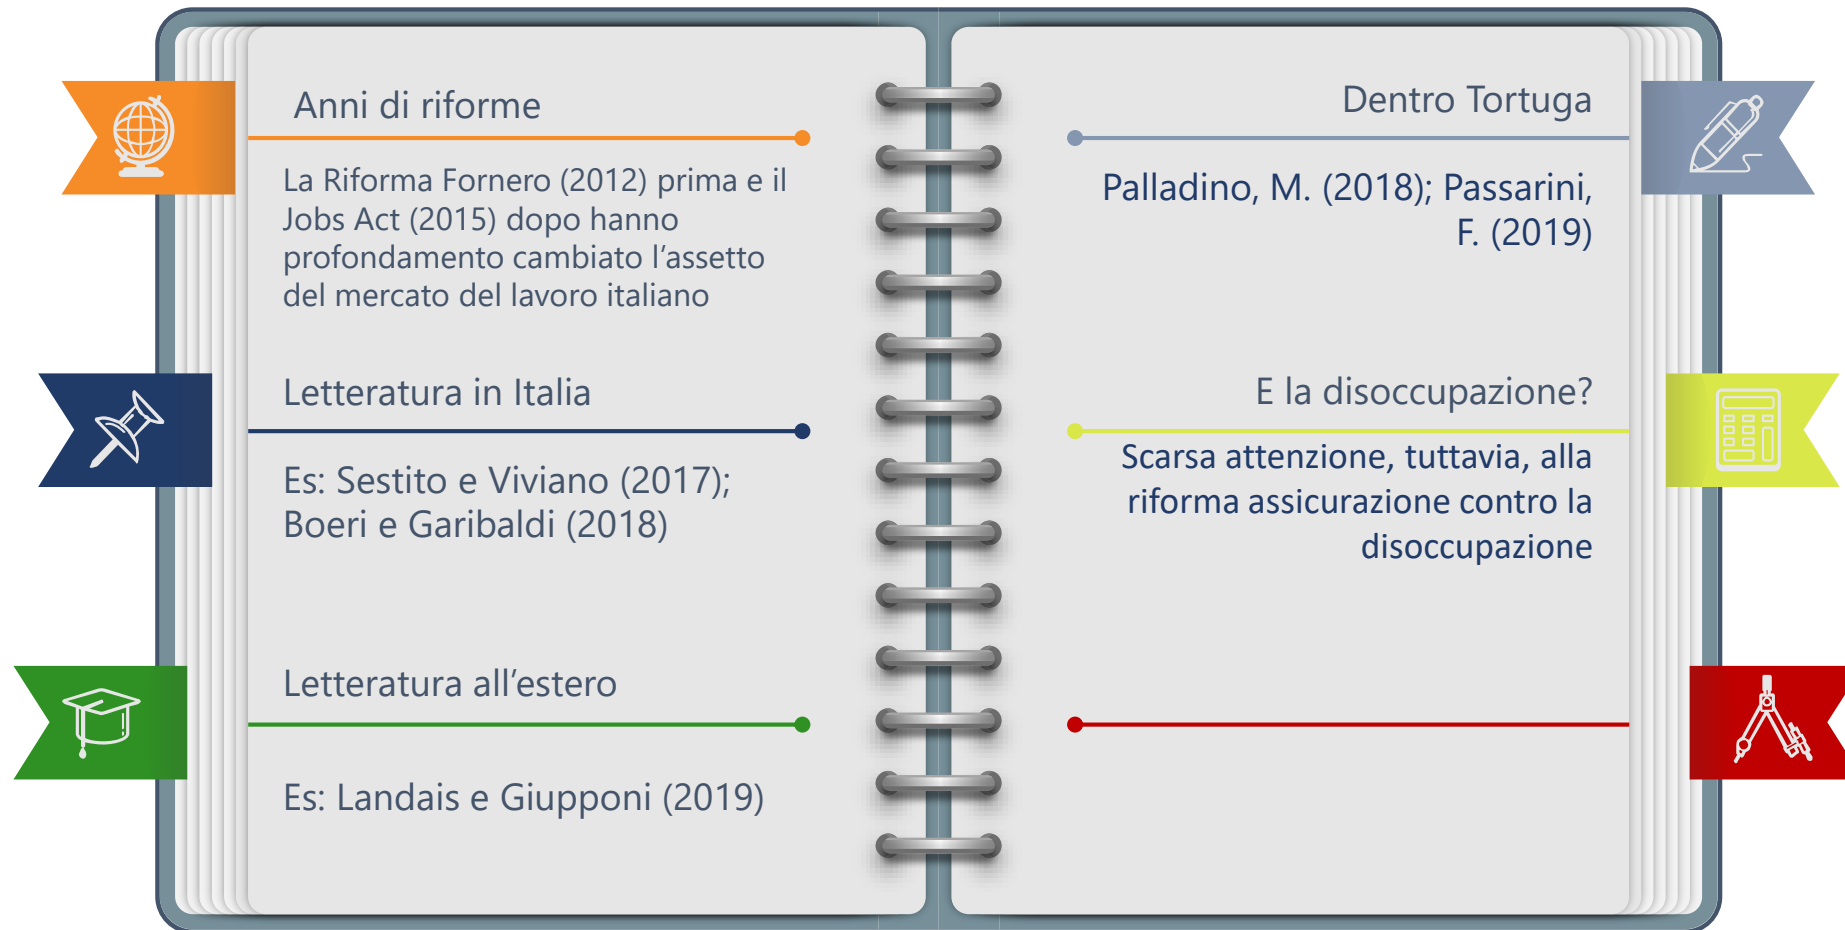 Anni di riforme
La Riforma Fornero (2012) prima e il
Jobs Act (2015) dopo hanno
profondamento cambiato l’assetto
del mercato del lavoro italiano
Letteratura in Italia
Es: Sestito e Viviano (2017);
Boeri e Garibaldi (2018)
Letteratura all’estero
Es: Landais e Giupponi (2019)
Dentro Tortuga
Palladino, M. (2018); Passarini,
F. (2019)
E la disoccupazione?
Scarsa attenzione, tuttavia, alla
riforma assicurazione contro la
disoccupazione